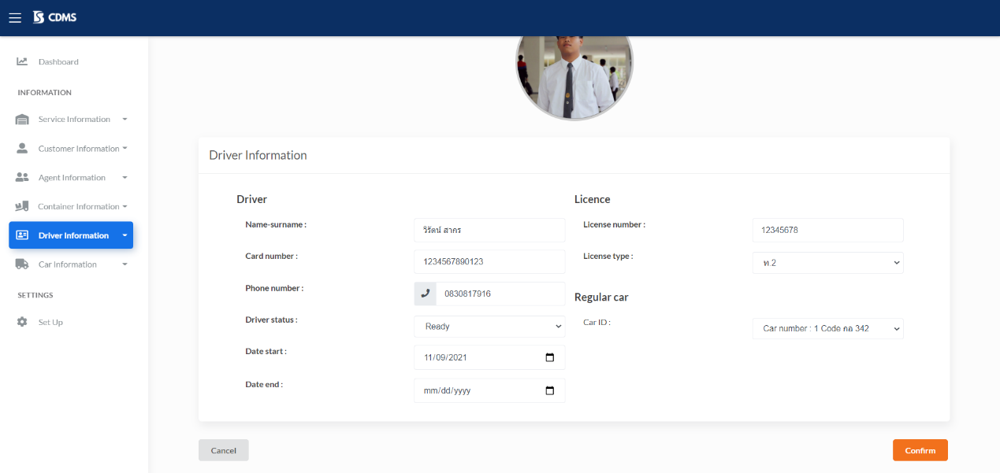 CDMS
Dashboard
INFORMATION
Service Information
Customer Information
Agent Information
Container Information
Driver Information
Car Information
SETTINGS
Set Up
Driver Information
Driver
Name-surname :
วิรัตน์ สากร
Card number :
1234567890123
Phone number :
0830817916
Driver status :
Ready
Date start :
11/09/2021
Date end :
mm/dd/yyyy
Licence
License number :
12345678
License type :
ท.2
Regular car
Car ID :
Car number : 1 Code กอ 342
Cancel
Confirm